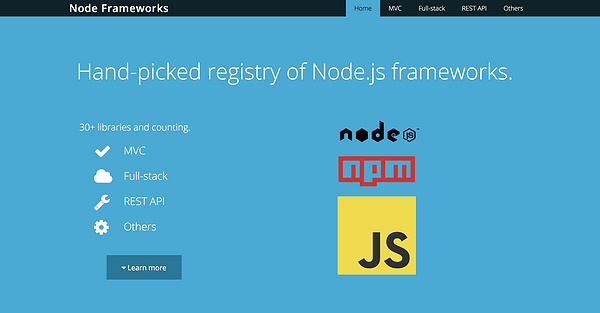 Node Frameworks
Home MVC Full-stack REST API Others
Hand-picked registry of Node.js frameworks.
30+ libraries and counting.
MVC
Full-stack
REST API
Others
Learn more
node JS ™
npm
JS